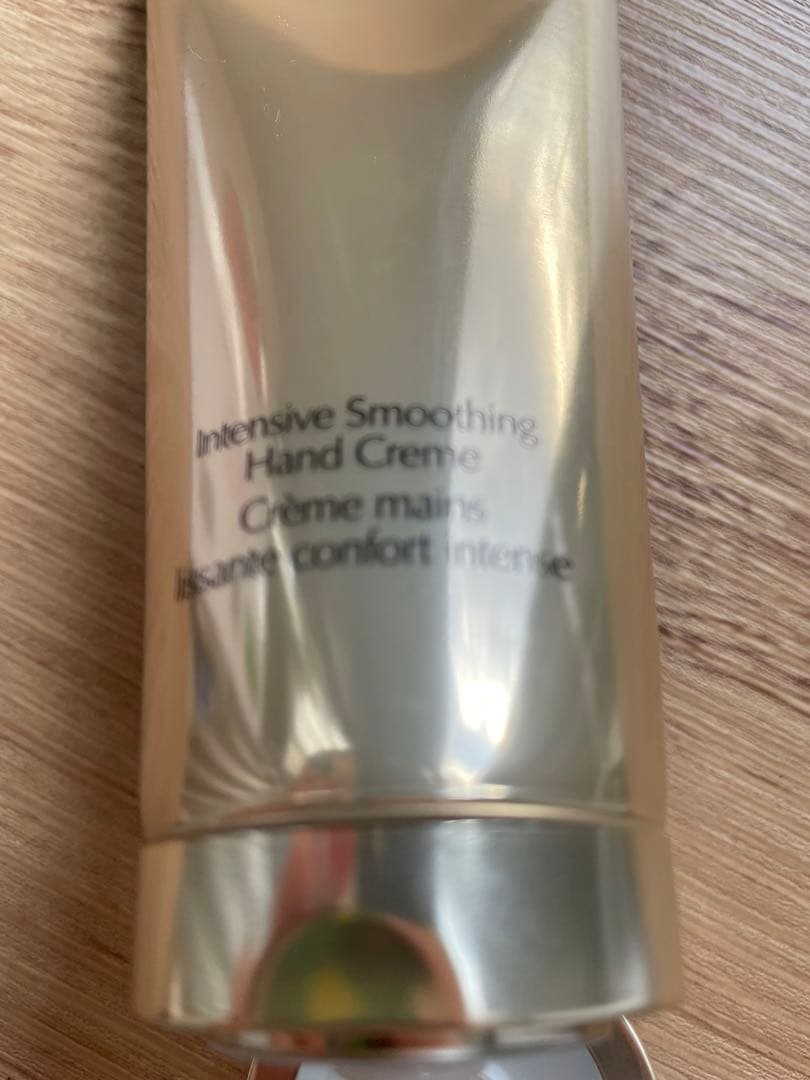 Intensive Smoothing
Hand Creme
Crème mains
lissante confort intense